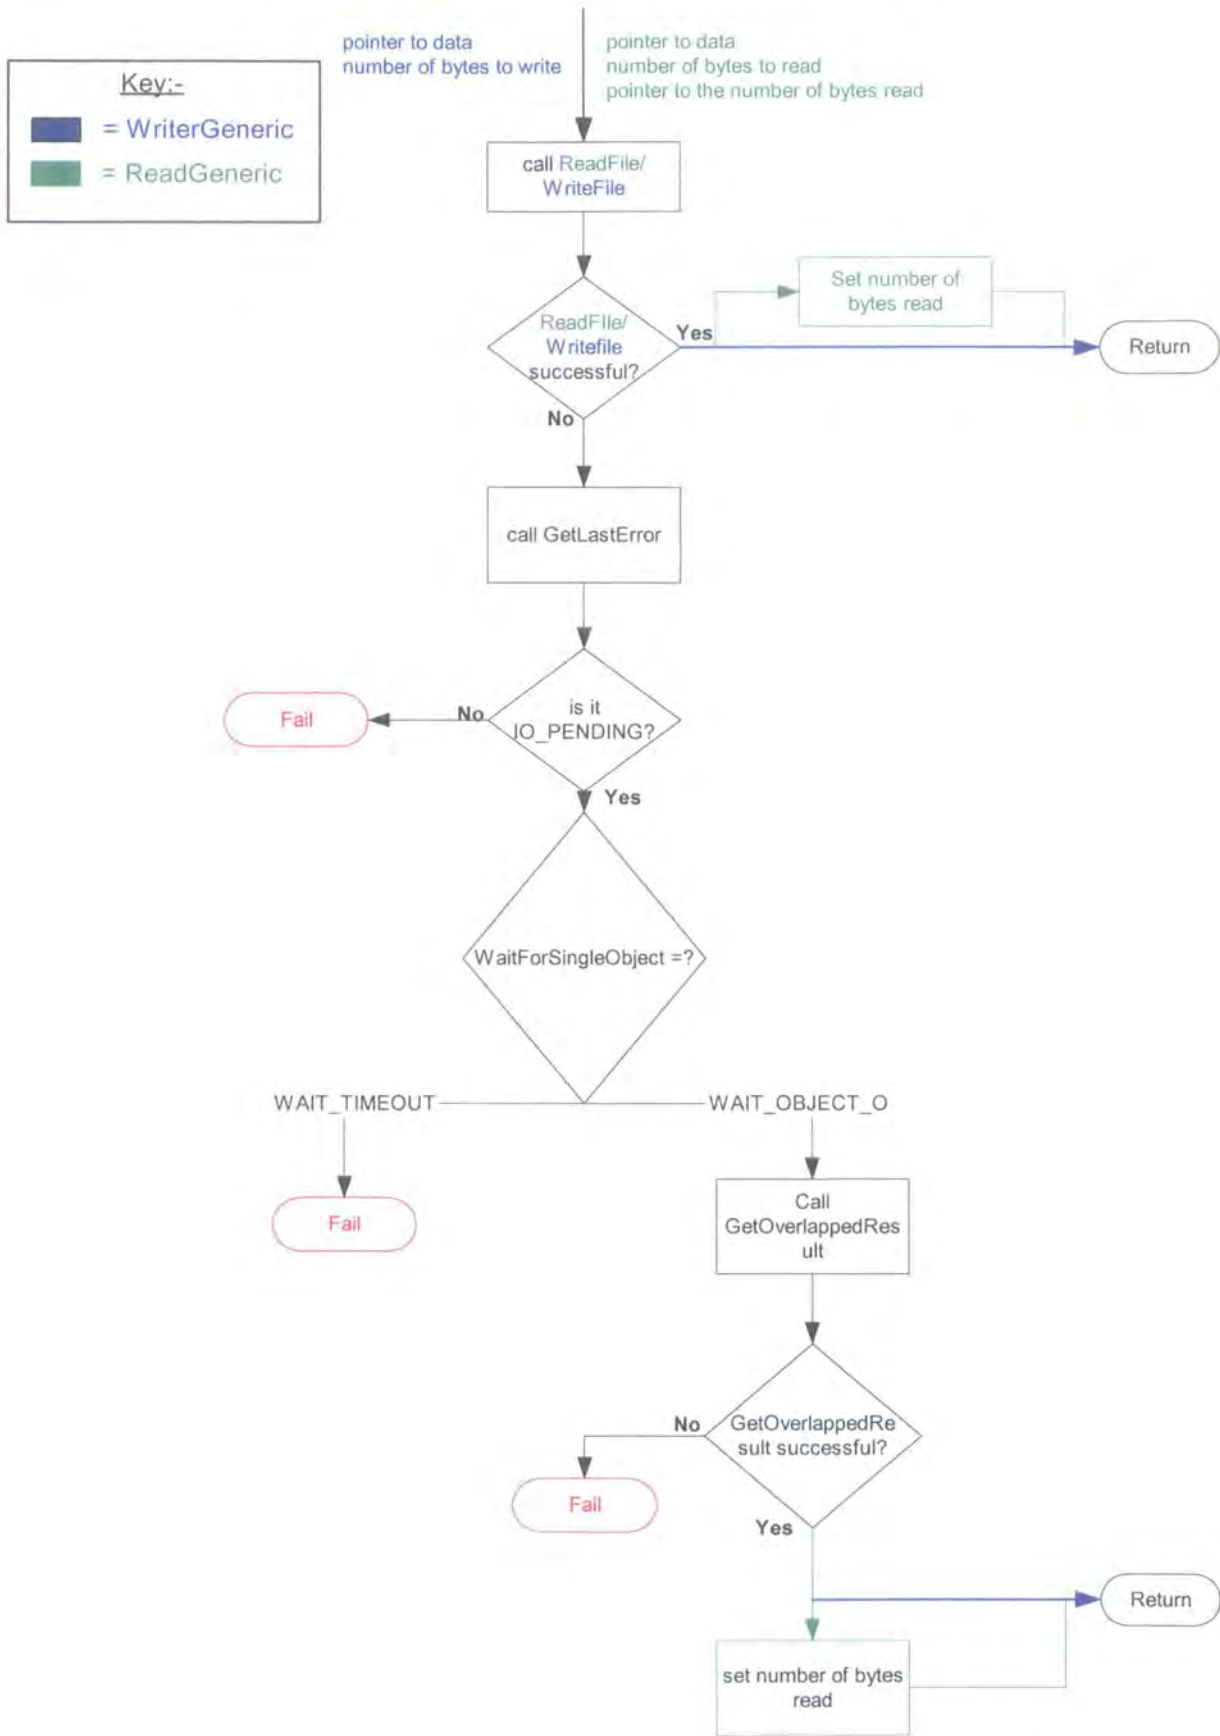 pointer to data
number of bytes to write
pointer to data
number of bytes to read
pointer to the number of bytes read
Key:-
= WriterGeneric
= ReadGeneric
call ReadFile/
WriteFile
Set number of
bytes read
ReadFIle/
Writefile
successful?
Yes
Return
No
call GetLastError
is it
IO_PENDING?
No
Fail
Yes
WaitForSingleObject =?
WAIT_TIMEOUT
WAIT_OBJECT_O
Fail
Call
GetOverlappedRes
ult
GetOverlappedRe
sult successful?
No
Fail
Yes
Return
set number of bytes
read